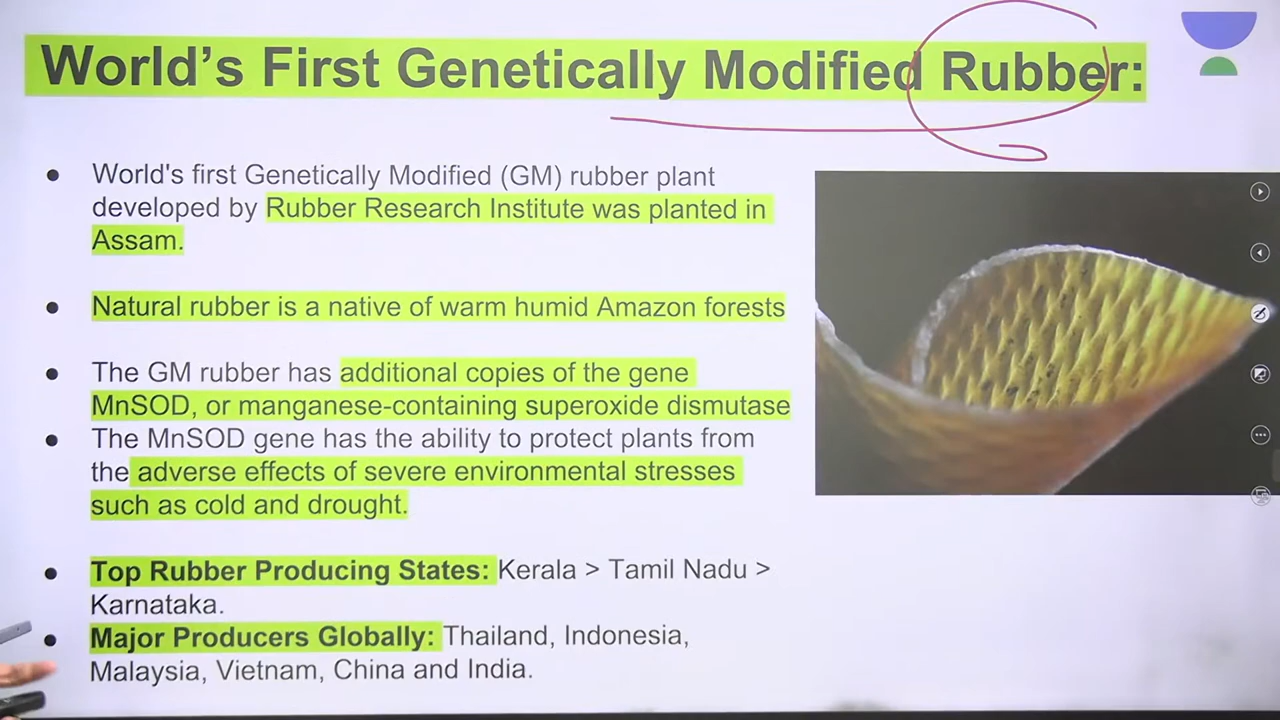 World's First Genetically Modified Rubber:
World's first Genetically Modified (GM) rubber plant
developed by Rubber Research Institute was planted in
Assam.
Natural rubber is a native of warm humid Amazon forests
The GM rubber has additional copies of the gene
MnSOD, or manganese-containing superoxide dismutase
The MnSOD gene has the ability to protect plants from
the adverse effects of severe environmental stresses
such as cold and drought.
Top Rubber Producing States: Kerala > Tamil Nadu >
Karnataka.
Major Producers Globally: Thailand, Indonesia,
Malaysia, Vietnam, China and India.